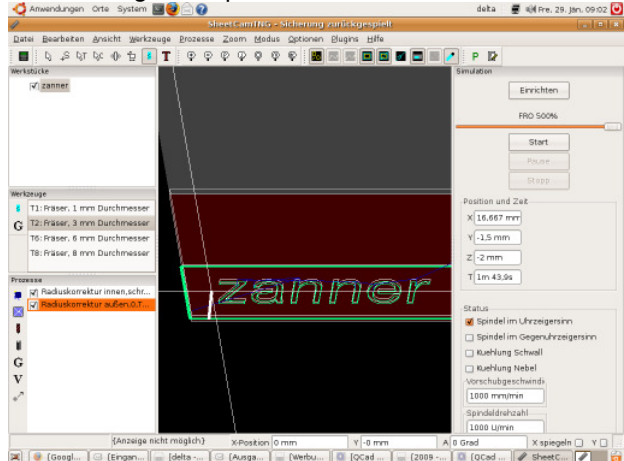 Anwendungen Orte System delta Fre, 29. Jän, 09:02
SheetCamTNG - Sicherung zurückgespielt
Datei Bearbeiten Ansicht Werkzeuge Prozesse Zoom Modus Optionen Plugins Hilfe
Werkstücke
zanner
Werkzeuge
T1: Fräser, 1 mm Durchmesser
T2: Fräser, 3 mm Durchmesser
T6: Fräser, 6 mm Durchmesser
T8: Fräser, 8 mm Durchmesser
Prozesse
Radiuskorrektur innen,schr...
Radiuskorrektur außen.0.T...
zanner
Simulation
Einrichten
FRO 500%
Start
Pause
Stopp
Position und Zeit
X 16,667 mm
Y -1,5 mm
Z -2 mm
T 1m 43,9s
Status
Spindel im Uhrzeigersinn
Spindel im Gegenuhrzeigersinn
Kuehlung Schwall
Kuehlung Nebel
Vorschubgeschwindi
1000 mm/min
Spindeldrehzahl
1000 U/min
(Anzeige nicht möglich) X-Position 0 mm Y -0 mm A 0 Grad X spiegeln Y
[Googl... [Eingan... [delta -... [Ausga... [Werbu... [QCad ... [2009 -... [QCad ... SheetC...